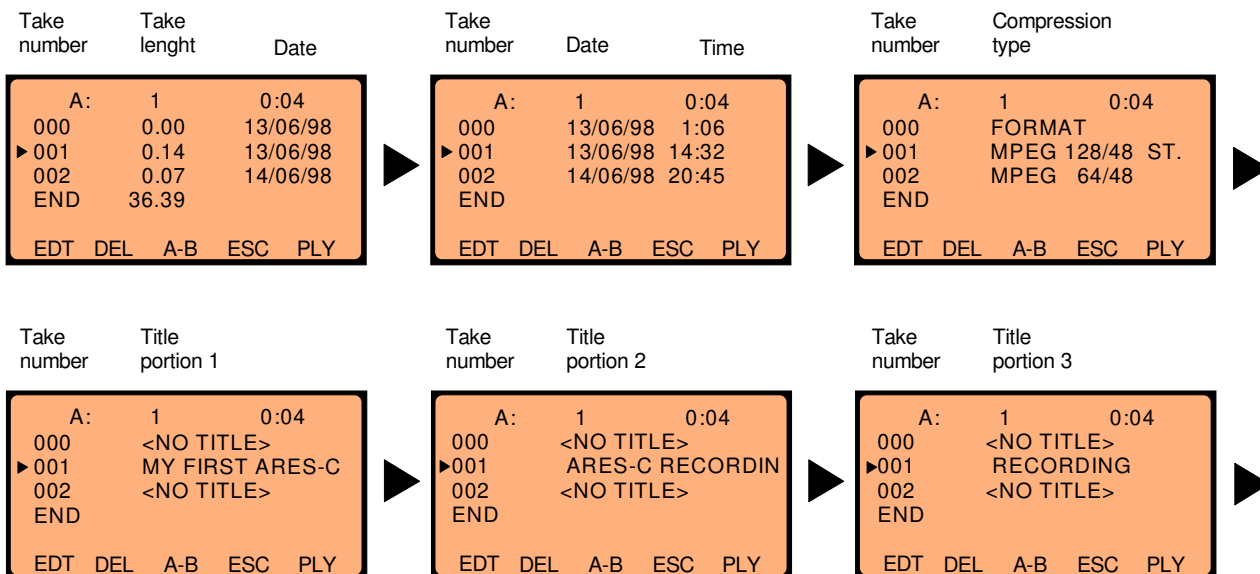 Take number
Take lenght
Date
A: 1 0:04
000 0.00 13/06/98
001 0.14 13/06/98
002 0.07 14/06/98
END 36.39
EDT DEL A-B ESC PLY
Take number
Date
Time
A: 1 0:04
000 13/06/98 1:06
001 13/06/98 14:32
002 14/06/98 20:45
END
EDT DEL A-B ESC PLY
Take number
Compression type
A: 1 0:04
000 FORMAT
001 MPEG 128/48 ST.
002 MPEG 64/48
END
EDT DEL A-B ESC PLY
Take number
Title portion 1
A: 1 0:04
000 <NO TITLE>
001 MY FIRST ARES-C
002 <NO TITLE>
END
EDT DEL A-B ESC PLY
Take number
Title portion 2
A: 1 0:04
000 <NO TITLE>
001 ARES-C RECORDIN
002 <NO TITLE>
END
EDT DEL A-B ESC PLY
Take number
Title portion 3
A: 1 0:04
000 <NO TITLE>
001 RECORDING
002 <NO TITLE>
END
EDT DEL A-B ESC PLY